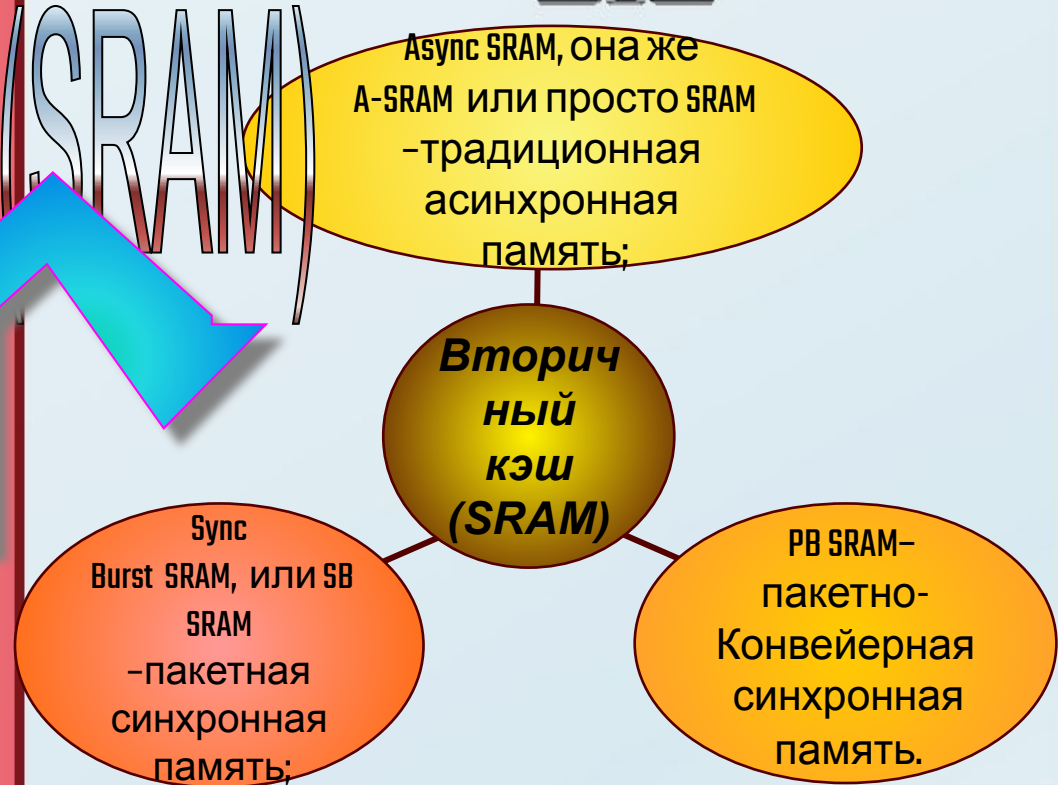 (SRAM)
Async SRAM, она же
A-SRAM или просто SRAM
–традиционная
асинхронная
память;
Вторич
ный
кэш
(SRAM)
Sync
Burst SRAM, или SB
SRAM
–пакетная
синхронная
память;
PB SRAM–
пакетно-
Конвейерная
синхронная
память.